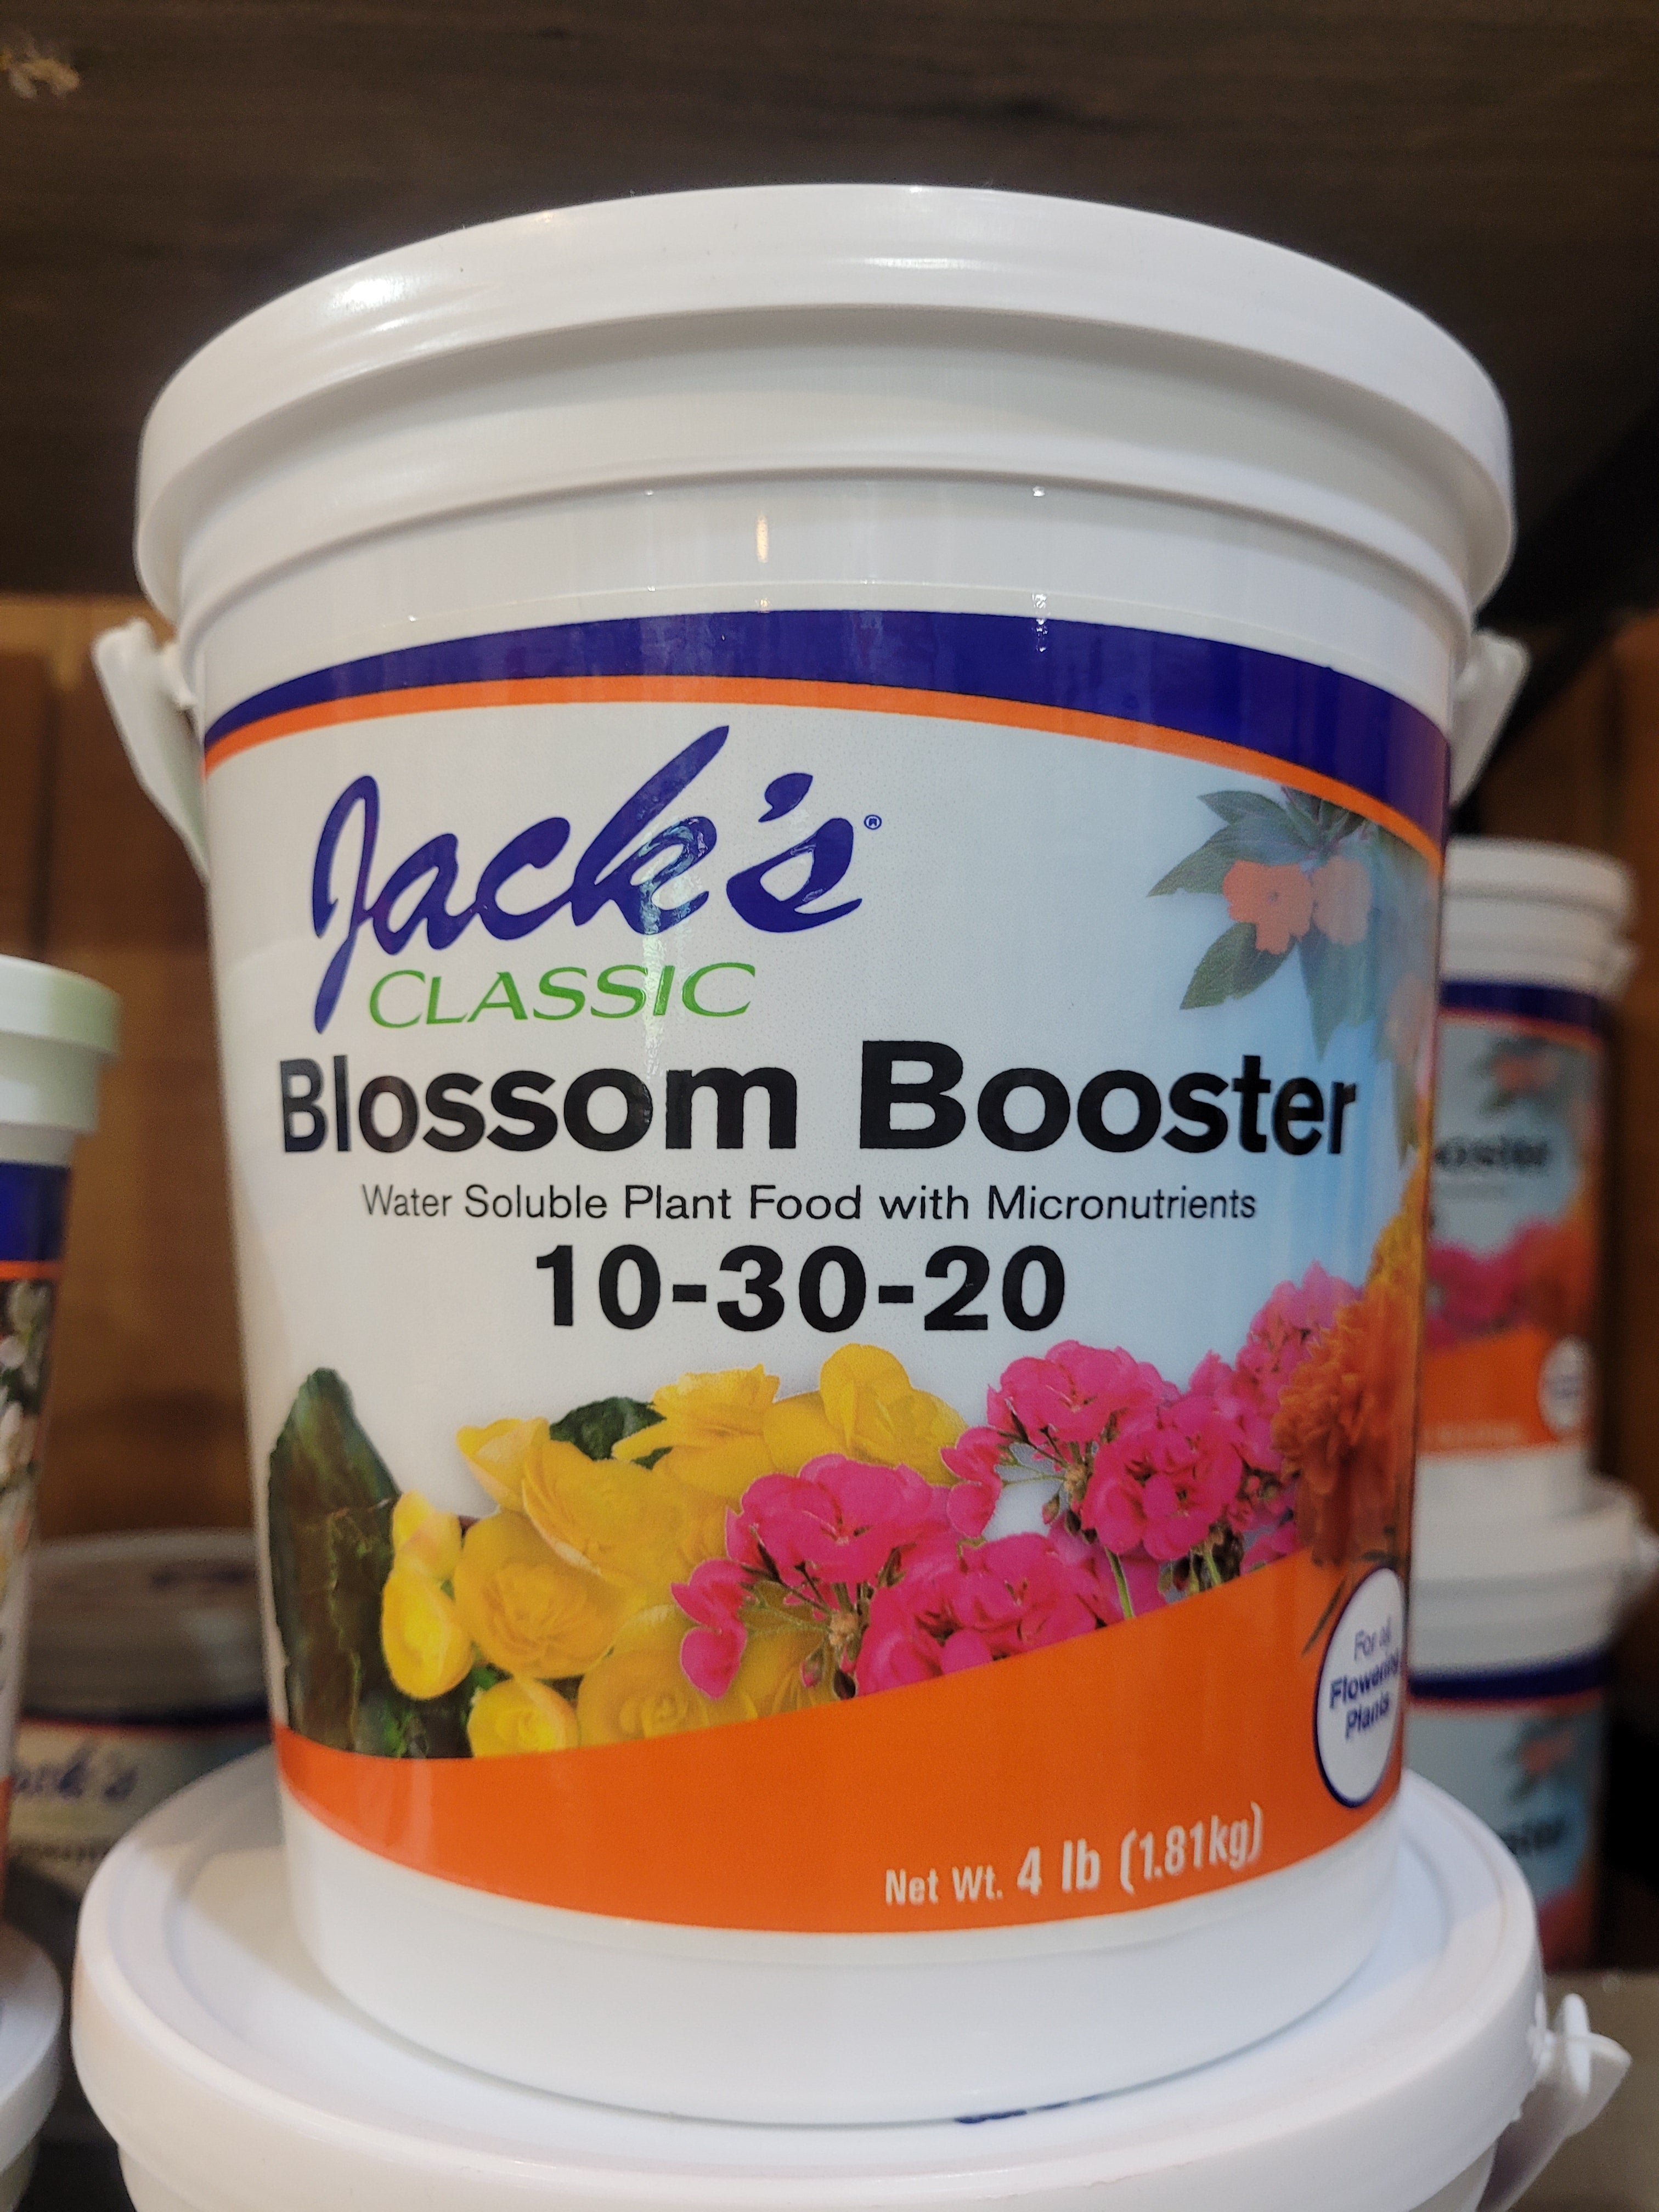 Jack's®
CLASSIC
Blossom Booster
Water Soluble Plant Food with Micronutrients
10-30-20
For all
Flowering
Plants
Net Wt. 4 lb (1.81kg)
Jack's